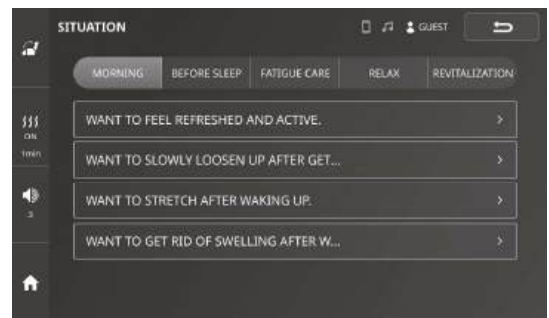 SITUATION
GUEST
MORNING BEFORE SLEEP FATIGUE CARE RELAX REVITALIZATION
WANT TO FEEL REFRESHED AND ACTIVE.
WANT TO SLOWLY LOOSEN UP AFTER GET...
WANT TO STRETCH AFTER WAKING UP.
WANT TO GET RID OF SWELLING AFTER W...
ON
1min
3